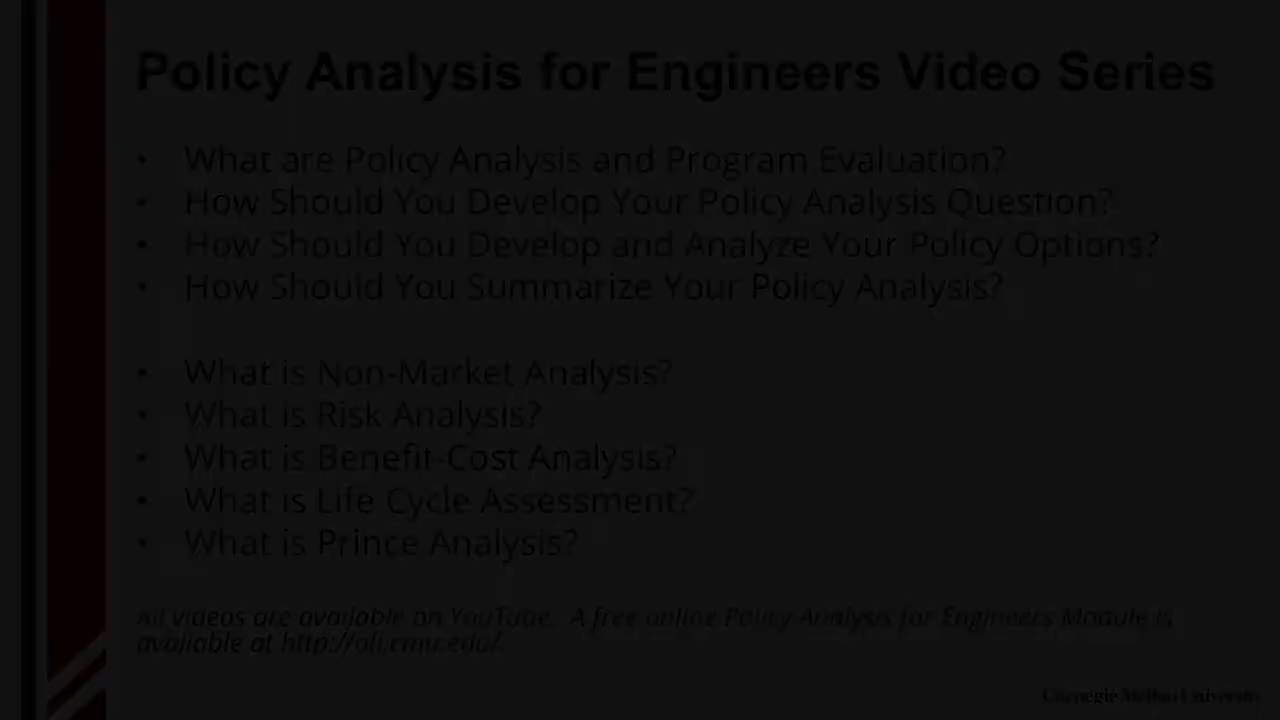 Policy Analysis for Engineers Video Series
• What are Policy Analysis and Program Evaluation?
• How Should You Develop Your Policy Analysis Question?
• How Should You Develop and Analyze Your Policy Options?
• How Should You Summarize Your Policy Analysis?
• What is Non-Market Analysis?
• What is Risk Analysis?
• What is Benefit-Cost Analysis?
• What is Life Cycle Assessment?
• What is Prince Analysis?
All videos are available on YouTube. A free online Policy Analysis for Engineers Module is
available at http://oli.cmu.edu/.
Carnegie Mellon University